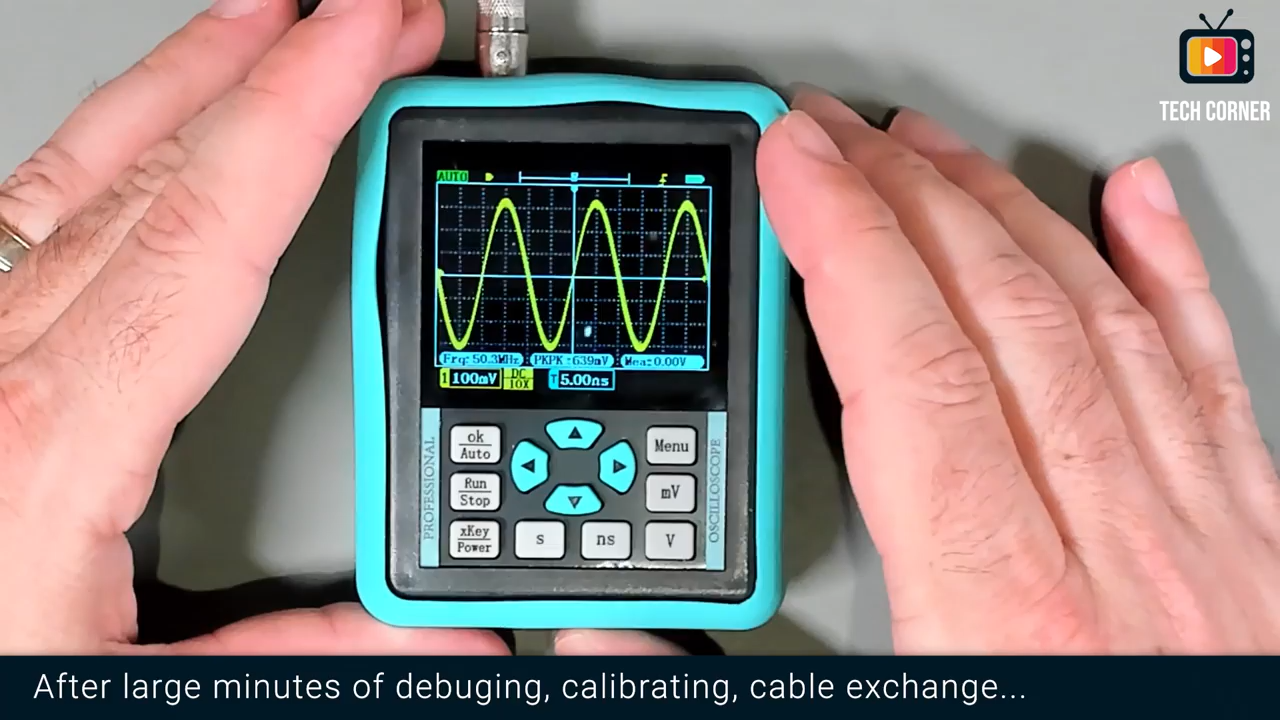 TECH CORNER
AUTO
Frq:50.3MHz PKPK:639mV Mea:0.00V
1 100mV DC 10X T 5.00ns
ok
Auto
Menu
Run
Stop
mV
xKey
Power
s
ns
V
PROFESSIONAL
OSCILLOSCOPE
After large minutes of debuging, calibrating, cable exchange...